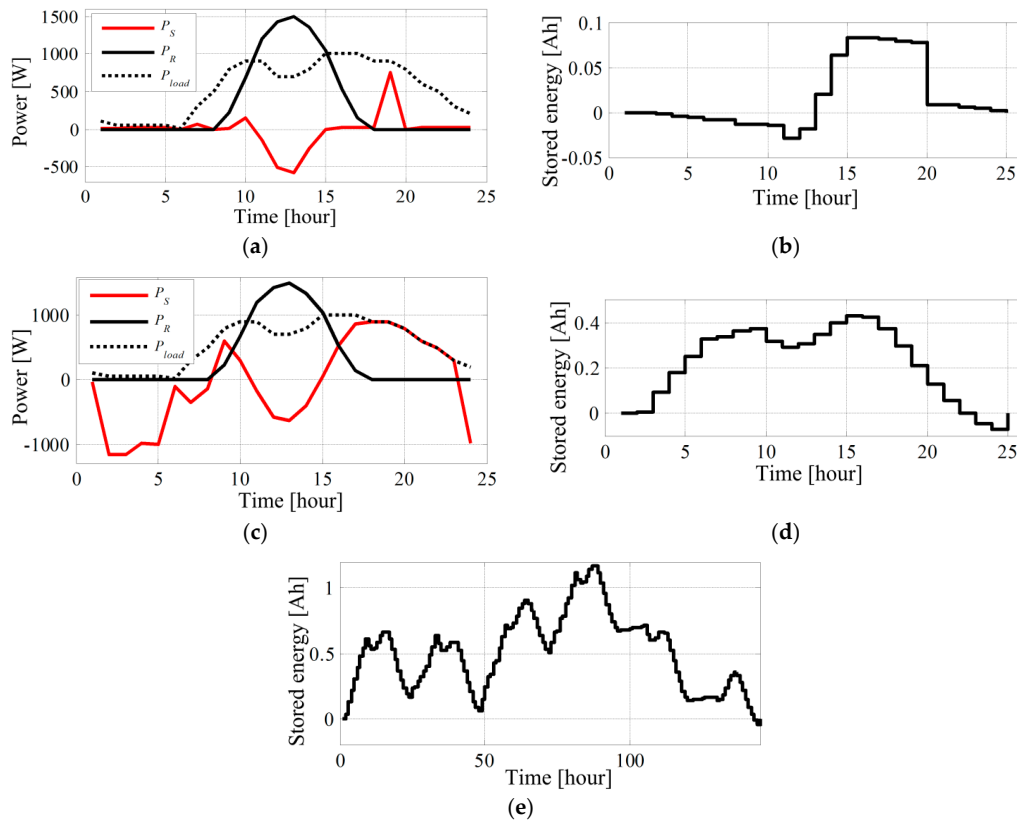 1500
1000
500
0
-500
Power [W]
P_S
P_R
P_load
0 5 10 15 20 25
Time [hour]
(a)
0.1
0.05
0
-0.05
Stored energy [Ah]
0 5 10 15 20 25
Time [hour]
(b)
1000
0
-1000
Power [W]
P_S
P_R
P_load
0 5 10 15 20 25
Time [hour]
(c)
0.4
0.2
0
Stored energy [Ah]
0 5 10 15 20 25
Time [hour]
(d)
1
0.5
0
Stored energy [Ah]
0 50 100
Time [hour]
(e)